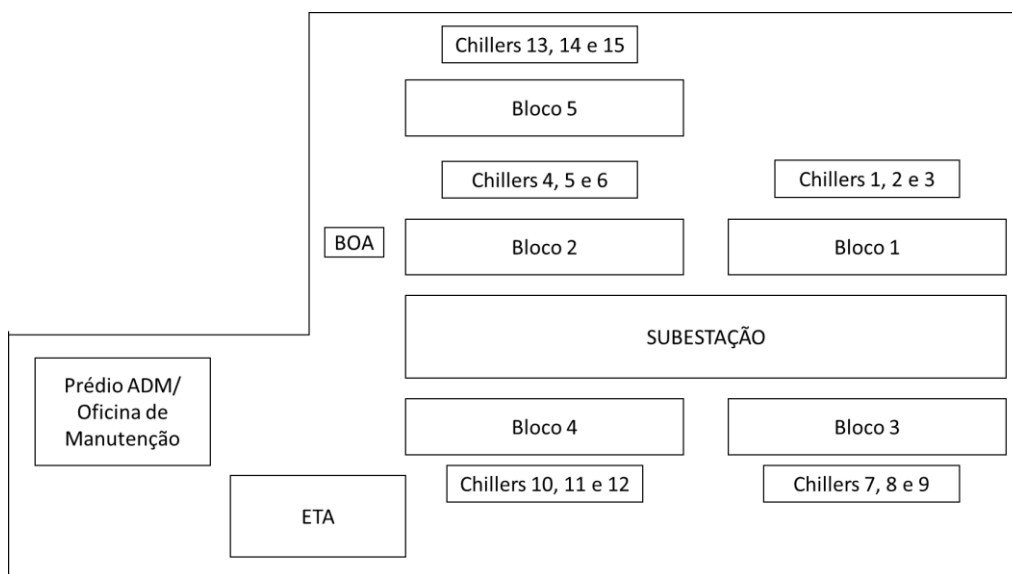 Chillers 13, 14 e 15
Bloco 5
Chillers 4, 5 e 6
Chillers 1, 2 e 3
BOA
Bloco 2
Bloco 1
SUBESTAÇÃO
Prédio ADM/
Oficina de
Manutenção
Bloco 4
Bloco 3
Chillers 10, 11 e 12
Chillers 7, 8 e 9
ETA